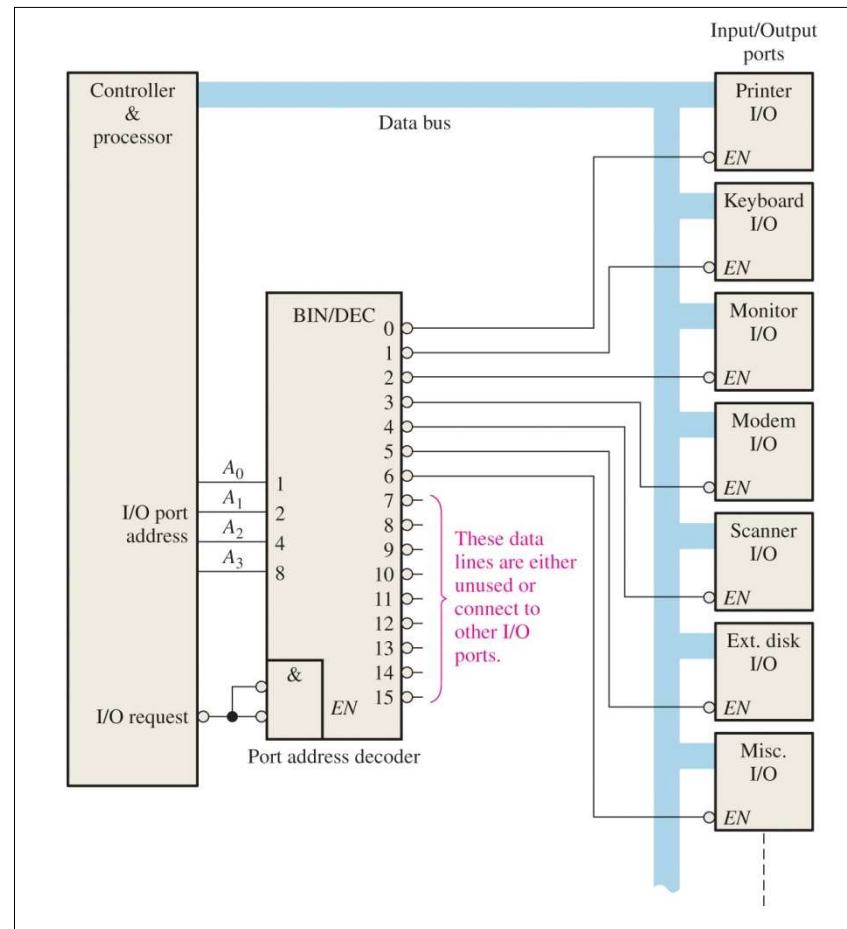 Input/Output
ports
Controller
&
processor
Data bus
Printer
I/O
EN
Keyboard
I/O
EN
Monitor
I/O
EN
Modem
I/O
EN
Scanner
I/O
EN
Ext. disk
I/O
EN
Misc.
I/O
EN
BIN/DEC
0
1
2
3
4
5
6
7
8
9
10
11
12
13
14
15
I/O port
address
A0
A1
A2
A3
1
2
4
8
These data
lines are either
unused or
connect to
other I/O
ports.
I/O request
&
EN
Port address decoder